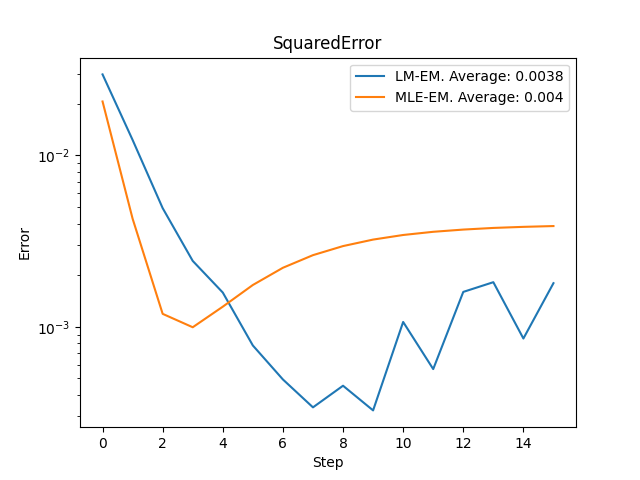 SquaredError
LM-EM. Average: 0.0038
MLE-EM. Average: 0.004
Error
10^{-2}
10^{-3}
0 2 4 6 8 10 12 14
Step